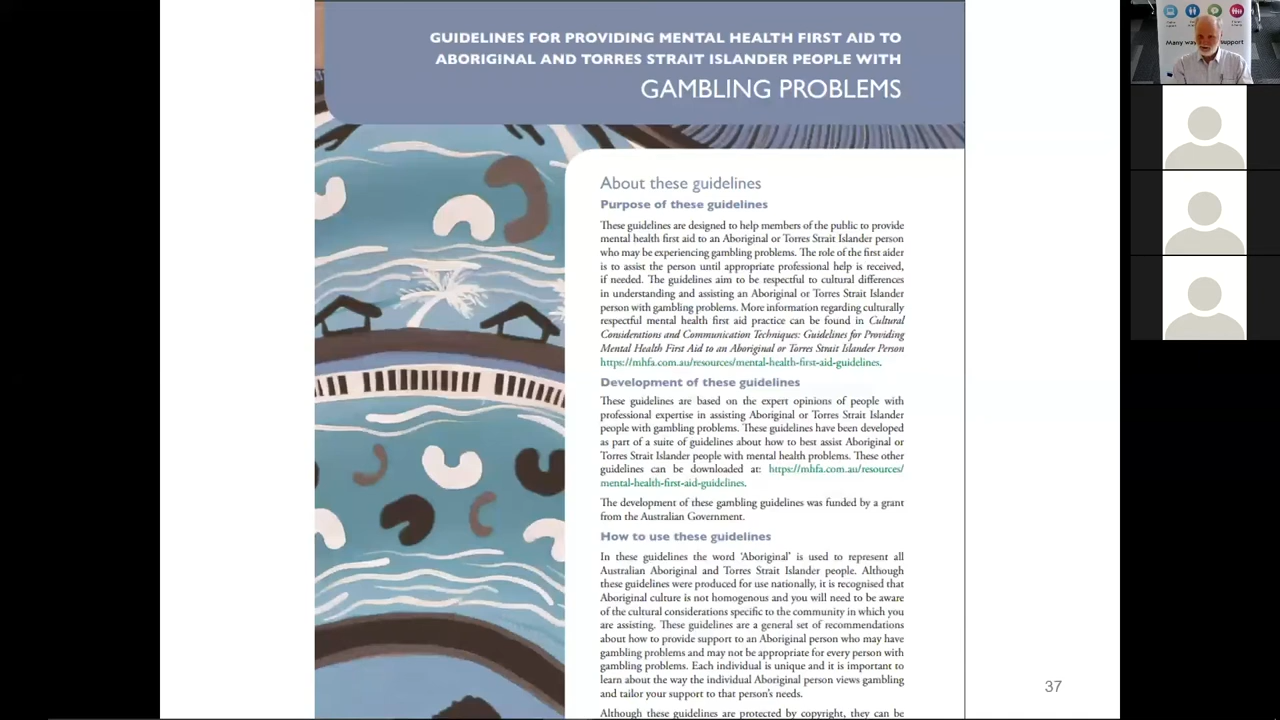 GUIDELINES FOR PROVIDING MENTAL HEALTH FIRST AID TO
ABORIGINAL AND TORRES STRAIT ISLANDER PEOPLE WITH
GAMBLING PROBLEMS
About these guidelines
Purpose of these guidelines
These guidelines are designed to help members of the public to provide
mental health first aid to an Aboriginal or Torres Strait Islander person
who may be experiencing gambling problems. The role of the first aider
is to assist the person until appropriate professional help is received,
if needed. The guidelines aim to be respectful to cultural differences
in understanding and assisting an Aboriginal or Torres Strait Islander
person with gambling problems. More information regarding culturally
respectful mental health first aid practice can be found in Cultural
Considerations and Communication Techniques: Guidelines for Providing
Mental Health First Aid to an Aboriginal or Torres Strait Islander Person
https://mhfa.com.au/resources/mental-health-first-aid-guidelines.
Development of these guidelines
These guidelines are based on the expert opinions of people with
professional expertise in assisting Aboriginal or Torres Strait Islander
people with gambling problems. These guidelines have been developed
as part of a suite of guidelines about how to best assist Aboriginal or
Torres Strait Islander people with mental health problems. These other
guidelines can be downloaded at: https://mhfa.com.au/resources/
mental-health-first-aid-guidelines.
The development of these gambling guidelines was funded by a grant
from the Australian Government.
How to use these guidelines
In these guidelines the word ‘Aboriginal’ is used to represent all
Australian Aboriginal and Torres Strait Islander people. Although
these guidelines were produced for use nationally, it is recognised that
Aboriginal culture is not homogenous and you will need to be aware
of the cultural considerations specific to the community in which you
are assisting. These guidelines are a general set of recommendations
about how to provide support to an Aboriginal person who may have
gambling problems and may not be appropriate for every person with
gambling problems. Each individual is unique and it is important to
learn about the way the individual Aboriginal person views gambling
and tailor your support to that person’s needs.
Although these guidelines are protected by copyright, they can be
37
Many wa support